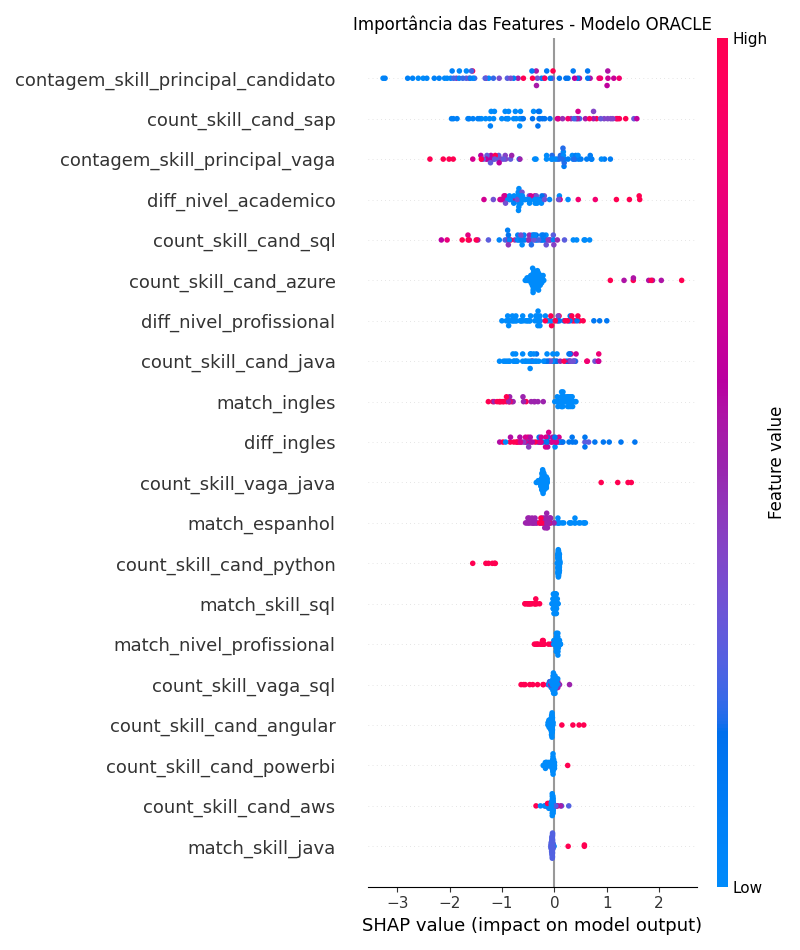 Importância das Features - Modelo ORACLE
High
contagem_skill_principal_candidato
count_skill_cand_sap
contagem_skill_principal_vaga
diff_nivel_academico
count_skill_cand_sql
count_skill_cand_azure
diff_nivel_profissional
count_skill_cand_java
match_ingles
diff_ingles
count_skill_vaga_java
match_espanhol
count_skill_cand_python
match_skill_sql
match_nivel_profissional
count_skill_vaga_sql
count_skill_cand_angular
count_skill_cand_powerbi
count_skill_cand_aws
match_skill_java
Feature value
Low
−3 −2 −1 0 1 2
SHAP value (impact on model output)